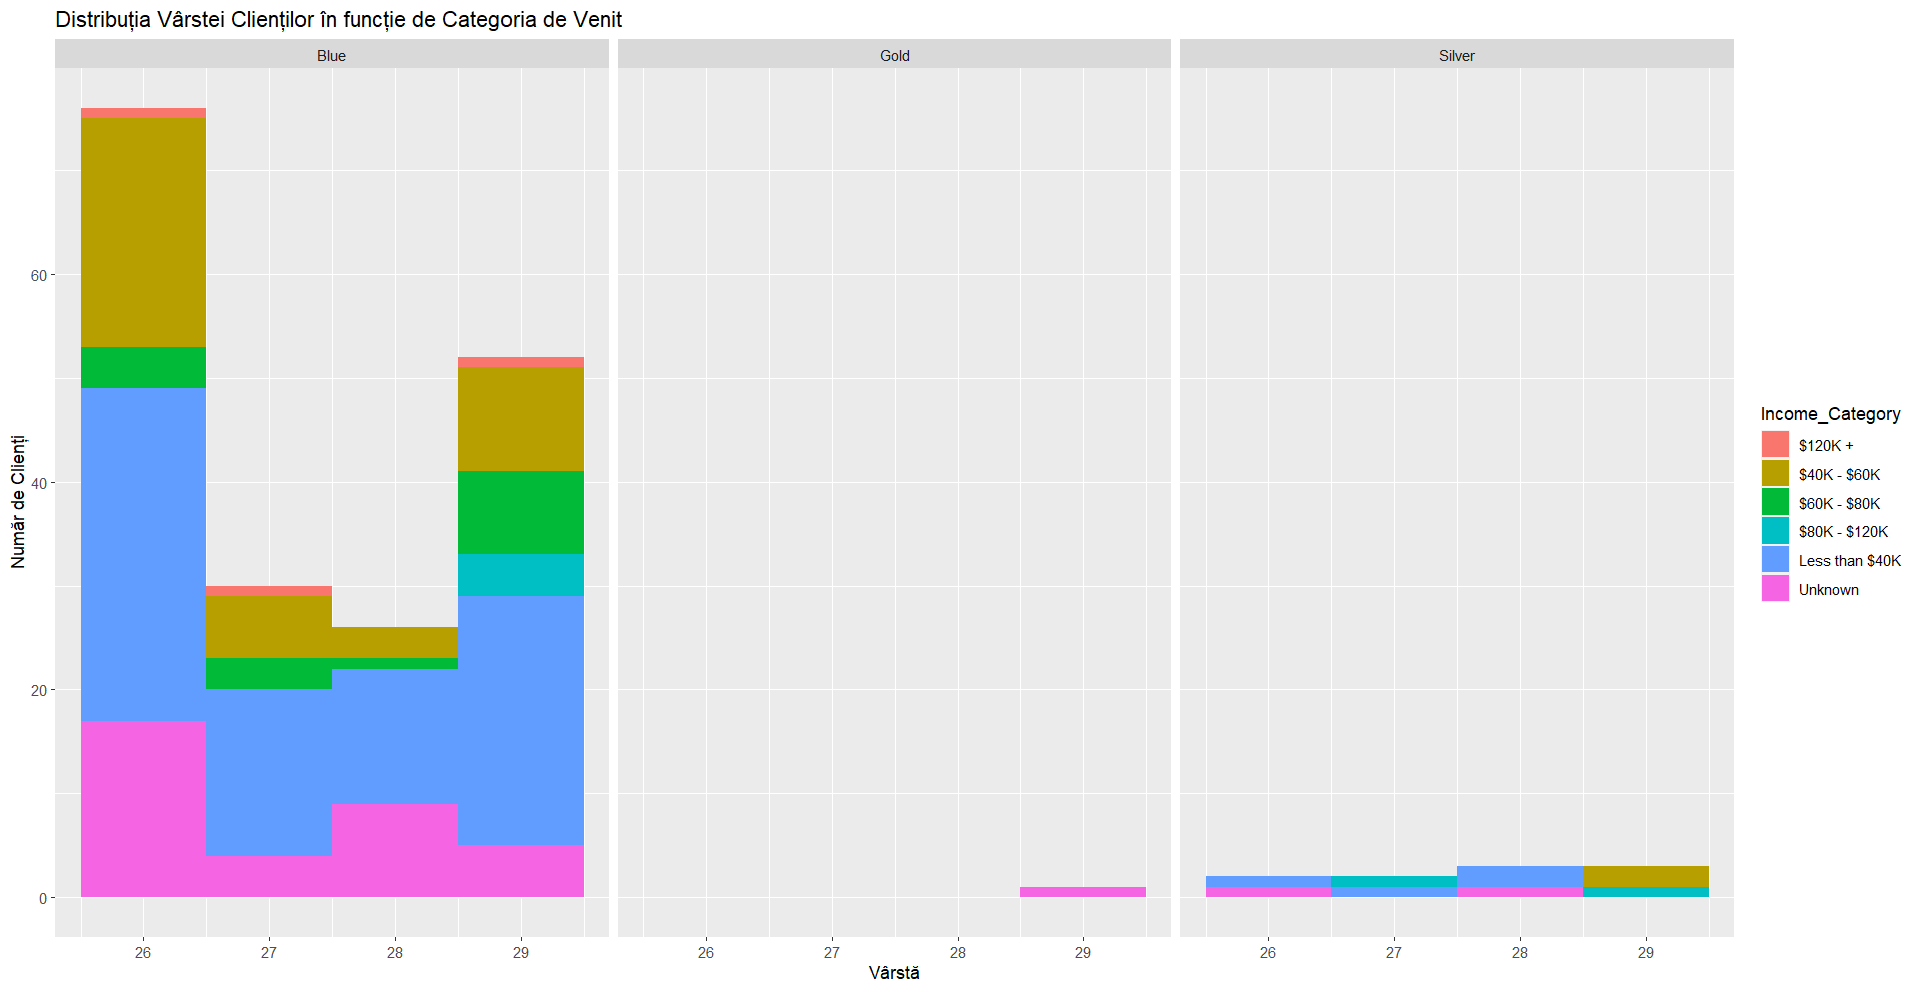 Distribuția Vârstei Clienților în funcție de Categoria de Venit
Blue
Gold
Silver
Număr de Clienți
60
40
20
0
26 27 28 29
26 27 28 29
26 27 28 29
Vârstă
Income_Category
$120K +
$40K - $60K
$60K - $80K
$80K - $120K
Less than $40K
Unknown